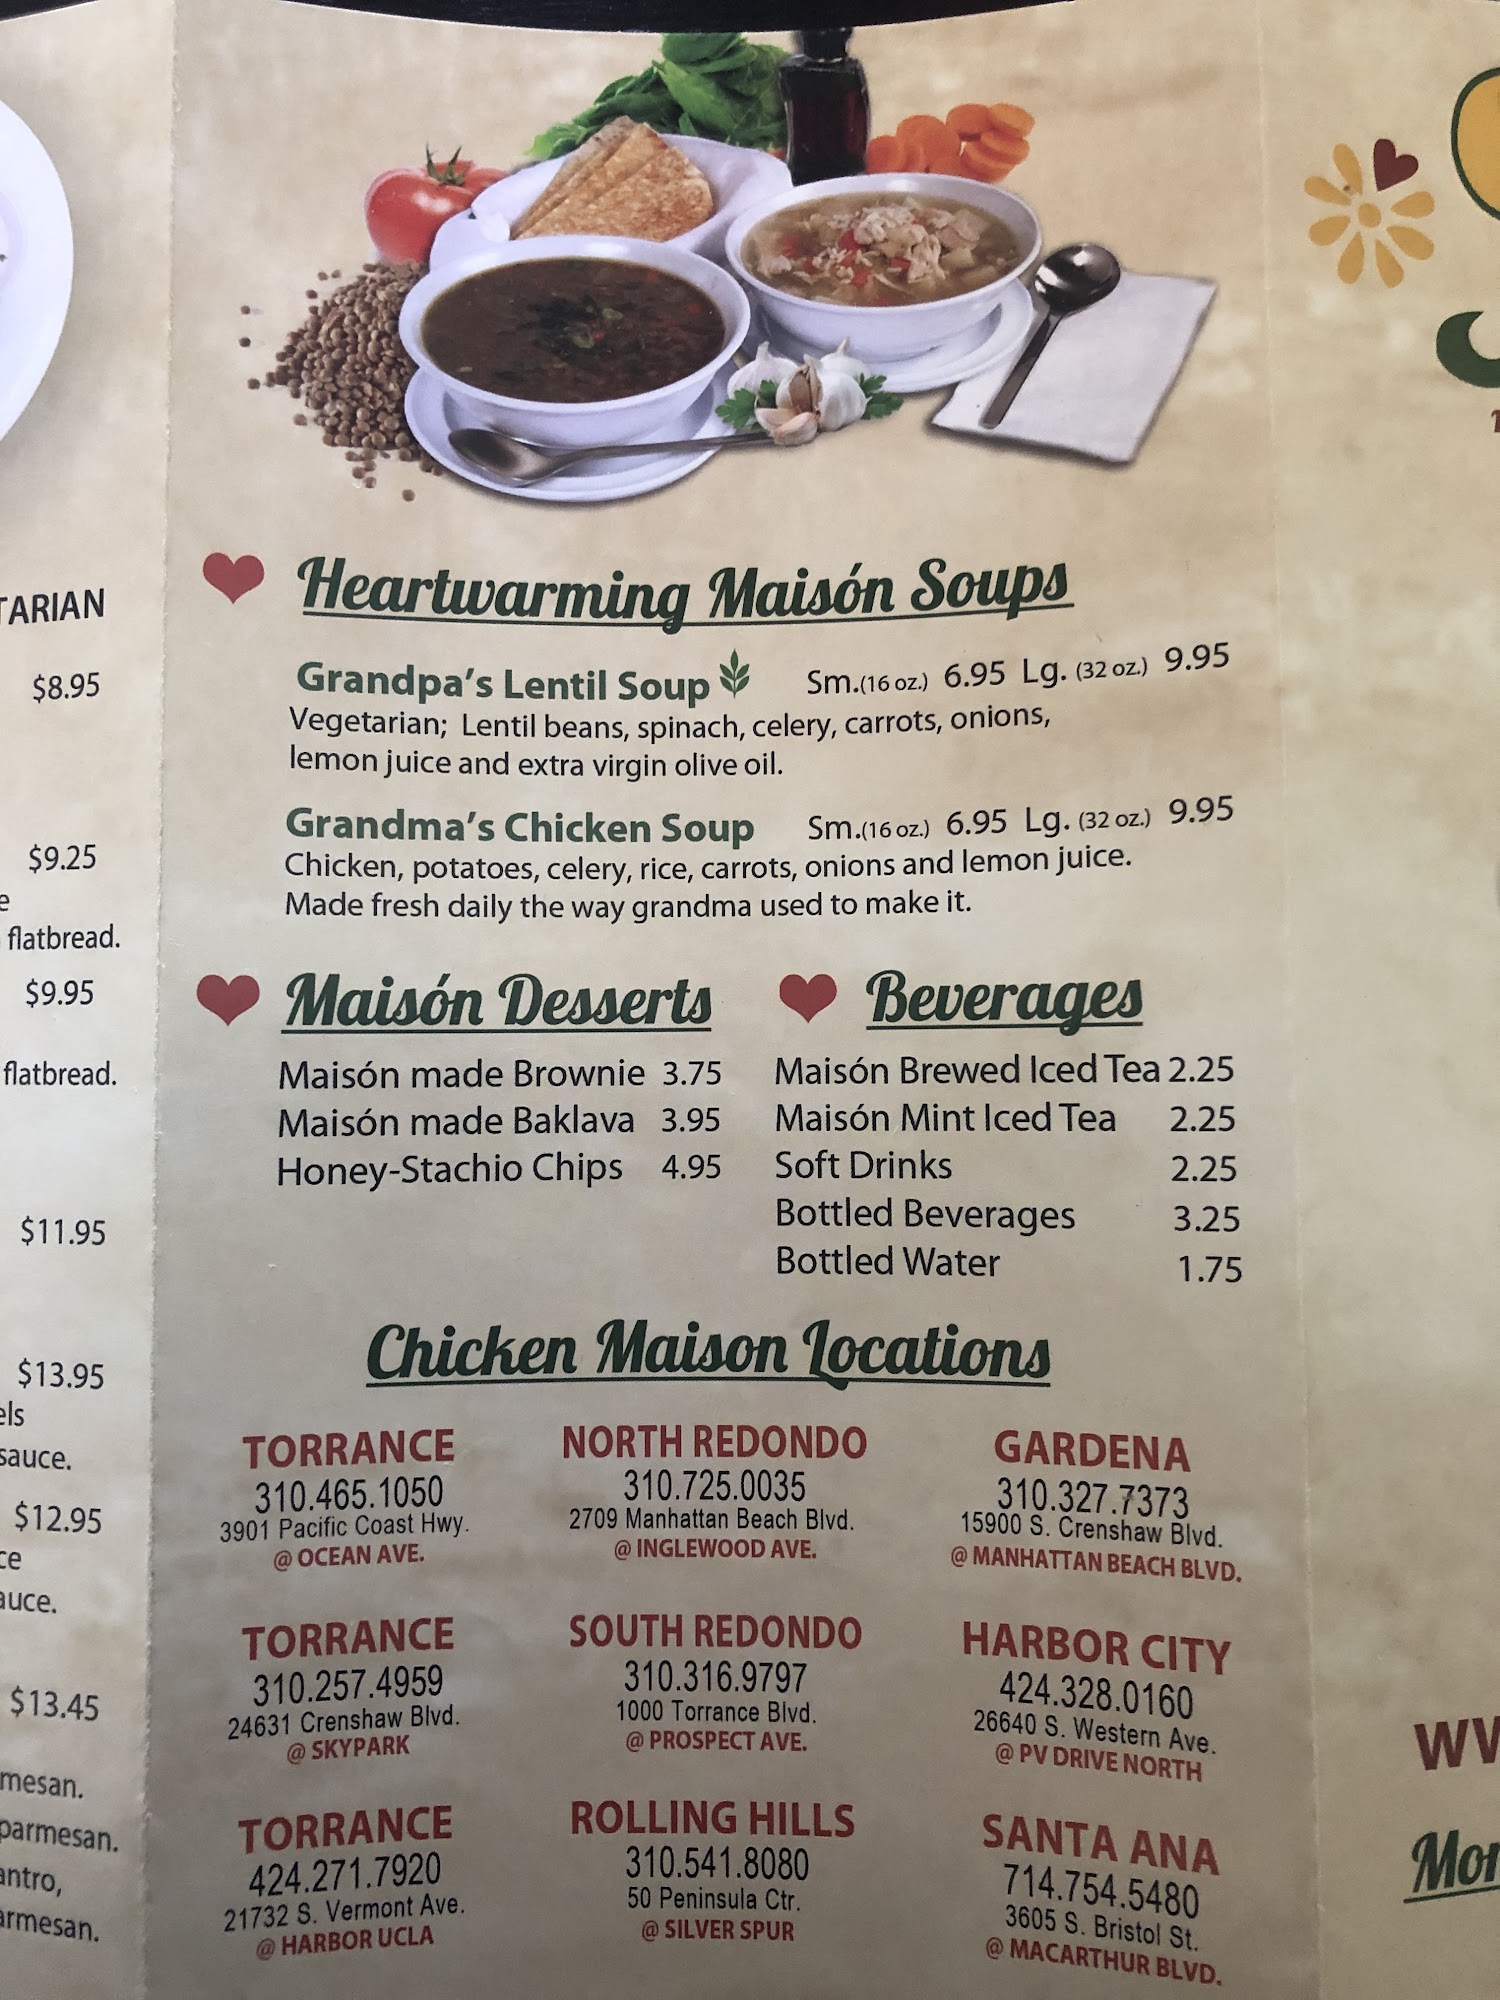 TARIAN
$8.95
$9.25
flatbread.
$9.95
flatbread.
$11.95
$13.95
sauce.
$12.95
$13.45
parmesan.
Heartwarming Maisón Soups
Grandpa's Lentil Soup Sm.(16 oz.) 6.95 Lg. (32 oz.) 9.95
Vegetarian; Lentil beans, spinach, celery, carrots, onions,
lemon juice and extra virgin olive oil.
Grandma's Chicken Soup Sm.(16 oz.) 6.95 Lg. (32 oz.) 9.95
Chicken, potatoes, celery, rice, carrots, onions and lemon juice.
Made fresh daily the way grandma used to make it.
Maisón Desserts
Maisón made Brownie 3.75
Maisón made Baklava 3.95
Honey-Stachio Chips 4.95
Beverages
Maisón Brewed Iced Tea 2.25
Maisón Mint Iced Tea 2.25
Soft Drinks 2.25
Bottled Beverages 3.25
Bottled Water 1.75
Chicken Maison Locations
TORRANCE
310.465.1050
3901 Pacific Coast Hwy.
@ OCEAN AVE.
NORTH REDONDO
310.725.0035
2709 Manhattan Beach Blvd.
@ INGLEWOOD AVE.
GARDENA
310.327.7373
15900 S. Crenshaw Blvd.
@ MANHATTAN BEACH BLVD.
TORRANCE
310.257.4959
24631 Crenshaw Blvd.
@ SKYPARK
SOUTH REDONDO
310.316.9797
1000 Torrance Blvd.
@ PROSPECT AVE.
HARBOR CITY
424.328.0160
26640 S. Western Ave.
@ PV DRIVE NORTH
TORRANCE
424.271.7920
21732 S. Vermont Ave.
@ HARBOR UCLA
ROLLING HILLS
310.541.8080
50 Peninsula Ctr.
@ SILVER SPUR
SANTA ANA
714.754.5480
3605 S. Bristol St.
@ MACARTHUR BLVD.